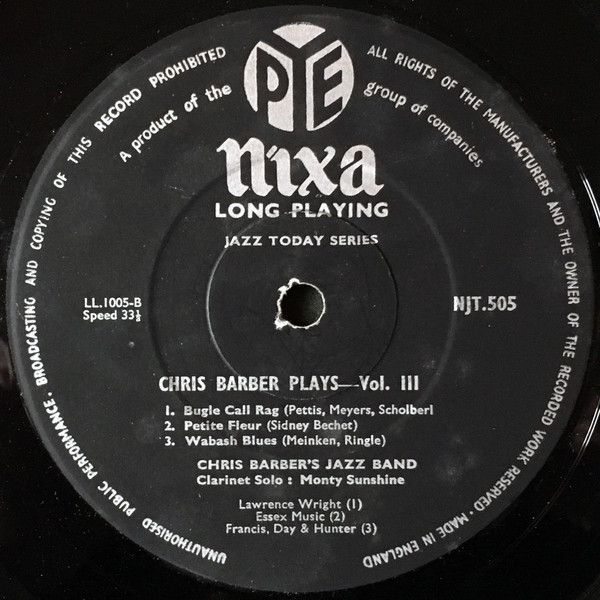 PYE
A product of the group of companies
nixa
LONG PLAYING
JAZZ TODAY SERIES
LL.1005-B
Speed 33⅓
NJT.505
CHRIS BARBER PLAYS—Vol. III
1. Bugle Call Rag (Pettis, Meyers, Scholberl
2. Petite Fleur (Sidney Bechet)
3. Wabash Blues (Meinken, Ringle)
CHRIS BARBER'S JAZZ BAND
Clarinet Solo : Monty Sunshine
Lawrence Wright (1)
Essex Music (2)
Francis, Day & Hunter (3)
ALL RIGHTS OF THE MANUFACTURERS AND THE OWNER OF THE RECORDED WORK RESERVED · MADE IN ENGLAND
UNAUTHORISED PUBLIC PERFORMANCE, BROADCASTING AND COPYING OF THIS RECORD PROHIBITED